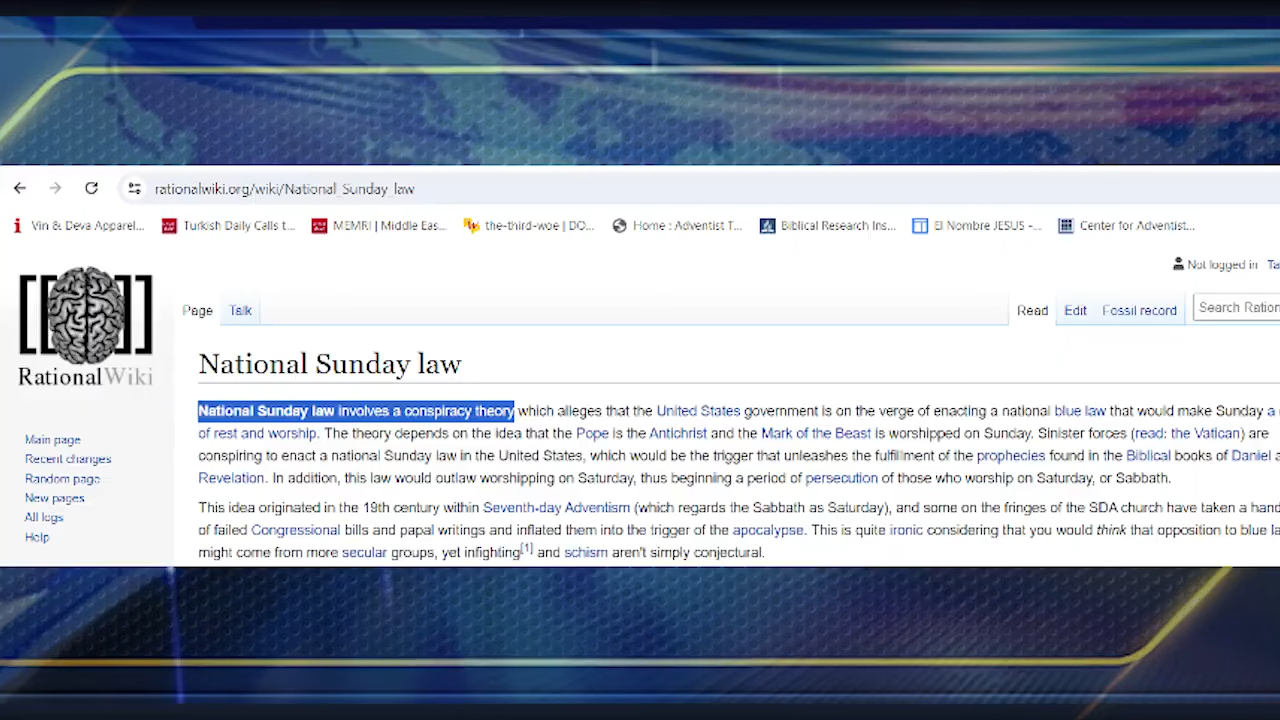 rationalwiki.org/wiki/National_Sunday_law
Vin & Deva Apparel... Turkish Daily Calls t... MEMRI | Middle Eas... the-third-woe | DO... Home : Adventist T... Biblical Research Ins... El Nombre JESUS -... Center for Adventist...
Not logged in Ta
Page Talk Read Edit Fossil record Search Ration
RationalWiki
National Sunday law
National Sunday law involves a conspiracy theory which alleges that the United States government is on the verge of enacting a national blue law that would make Sunday a
of rest and worship. The theory depends on the idea that the Pope is the Antichrist and the Mark of the Beast is worshipped on Sunday. Sinister forces (read: the Vatican) are
conspiring to enact a national Sunday law in the United States, which would be the trigger that unleashes the fulfillment of the prophecies found in the Biblical books of Daniel
Revelation. In addition, this law would outlaw worshipping on Saturday, thus beginning a period of persecution of those who worship on Saturday, or Sabbath.
This idea originated in the 19th century within Seventh-day Adventism (which regards the Sabbath as Saturday), and some on the fringes of the SDA church have taken a hand
of failed Congressional bills and papal writings and inflated them into the trigger of the apocalypse. This is quite ironic considering that you would think that opposition to blue la
might come from more secular groups, yet infighting[1] and schism aren't simply conjectural.
Main page
Recent changes
Random page
New pages
All logs
Help